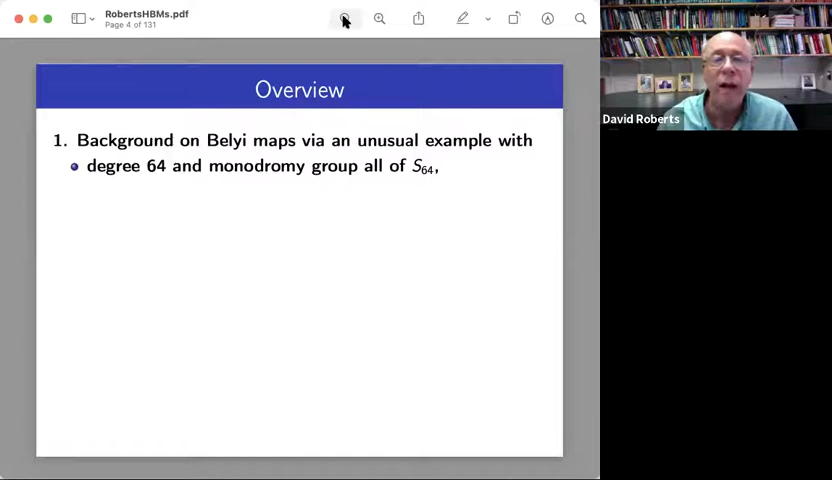 RobertsHBMs.pdf
Page 4 of 131
Overview
1. Background on Belyi maps via an unusual example with
degree 64 and monodromy group all of S₆₄,
David Roberts